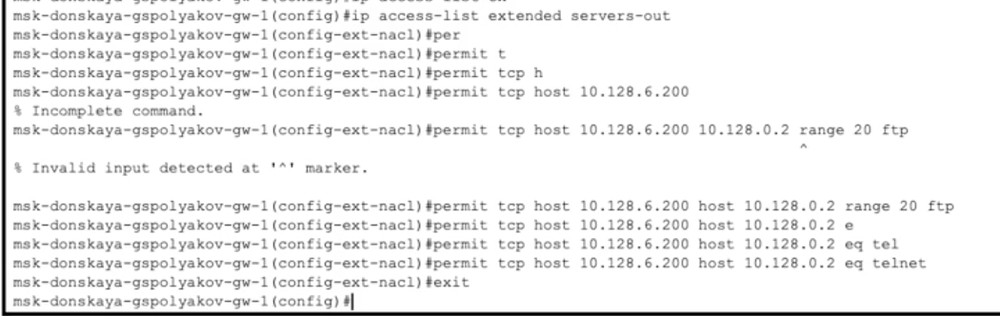 msk-donskaya-gspolyakov-gw-1(config)#ip access-list extended servers-out
msk-donskaya-gspolyakov-gw-1(config-ext-nacl)#per
msk-donskaya-gspolyakov-gw-1(config-ext-nacl)#permit t
msk-donskaya-gspolyakov-gw-1(config-ext-nacl)#permit tcp h
msk-donskaya-gspolyakov-gw-1(config-ext-nacl)#permit tcp host 10.128.6.200
% Incomplete command.
msk-donskaya-gspolyakov-gw-1(config-ext-nacl)#permit tcp host 10.128.6.200 10.128.0.2 range 20 ftp
^
% Invalid input detected at '^' marker.
msk-donskaya-gspolyakov-gw-1(config-ext-nacl)#permit tcp host 10.128.6.200 host 10.128.0.2 range 20 ftp
msk-donskaya-gspolyakov-gw-1(config-ext-nacl)#permit tcp host 10.128.6.200 host 10.128.0.2 e
msk-donskaya-gspolyakov-gw-1(config-ext-nacl)#permit tcp host 10.128.6.200 host 10.128.0.2 eq tel
msk-donskaya-gspolyakov-gw-1(config-ext-nacl)#permit tcp host 10.128.6.200 host 10.128.0.2 eq telnet
msk-donskaya-gspolyakov-gw-1(config-ext-nacl)#exit
msk-donskaya-gspolyakov-gw-1(config)#